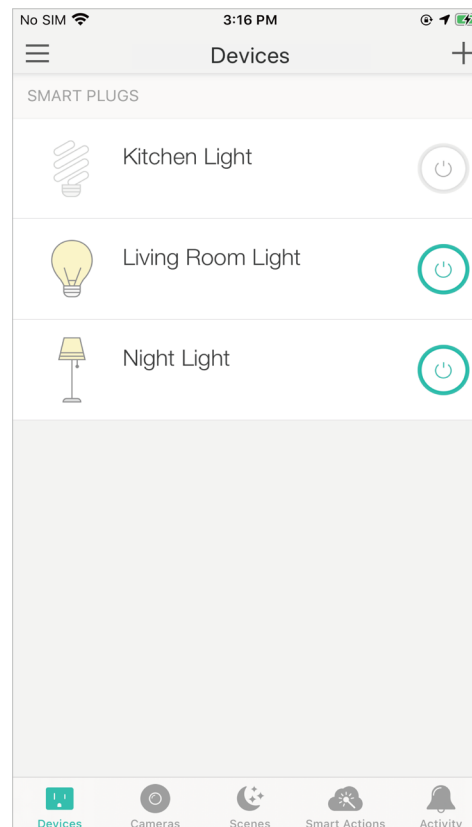 No SIM 3:16 PM
Devices
SMART PLUGS
Kitchen Light
Living Room Light
Night Light
Devices Cameras Scenes Smart Actions Activity